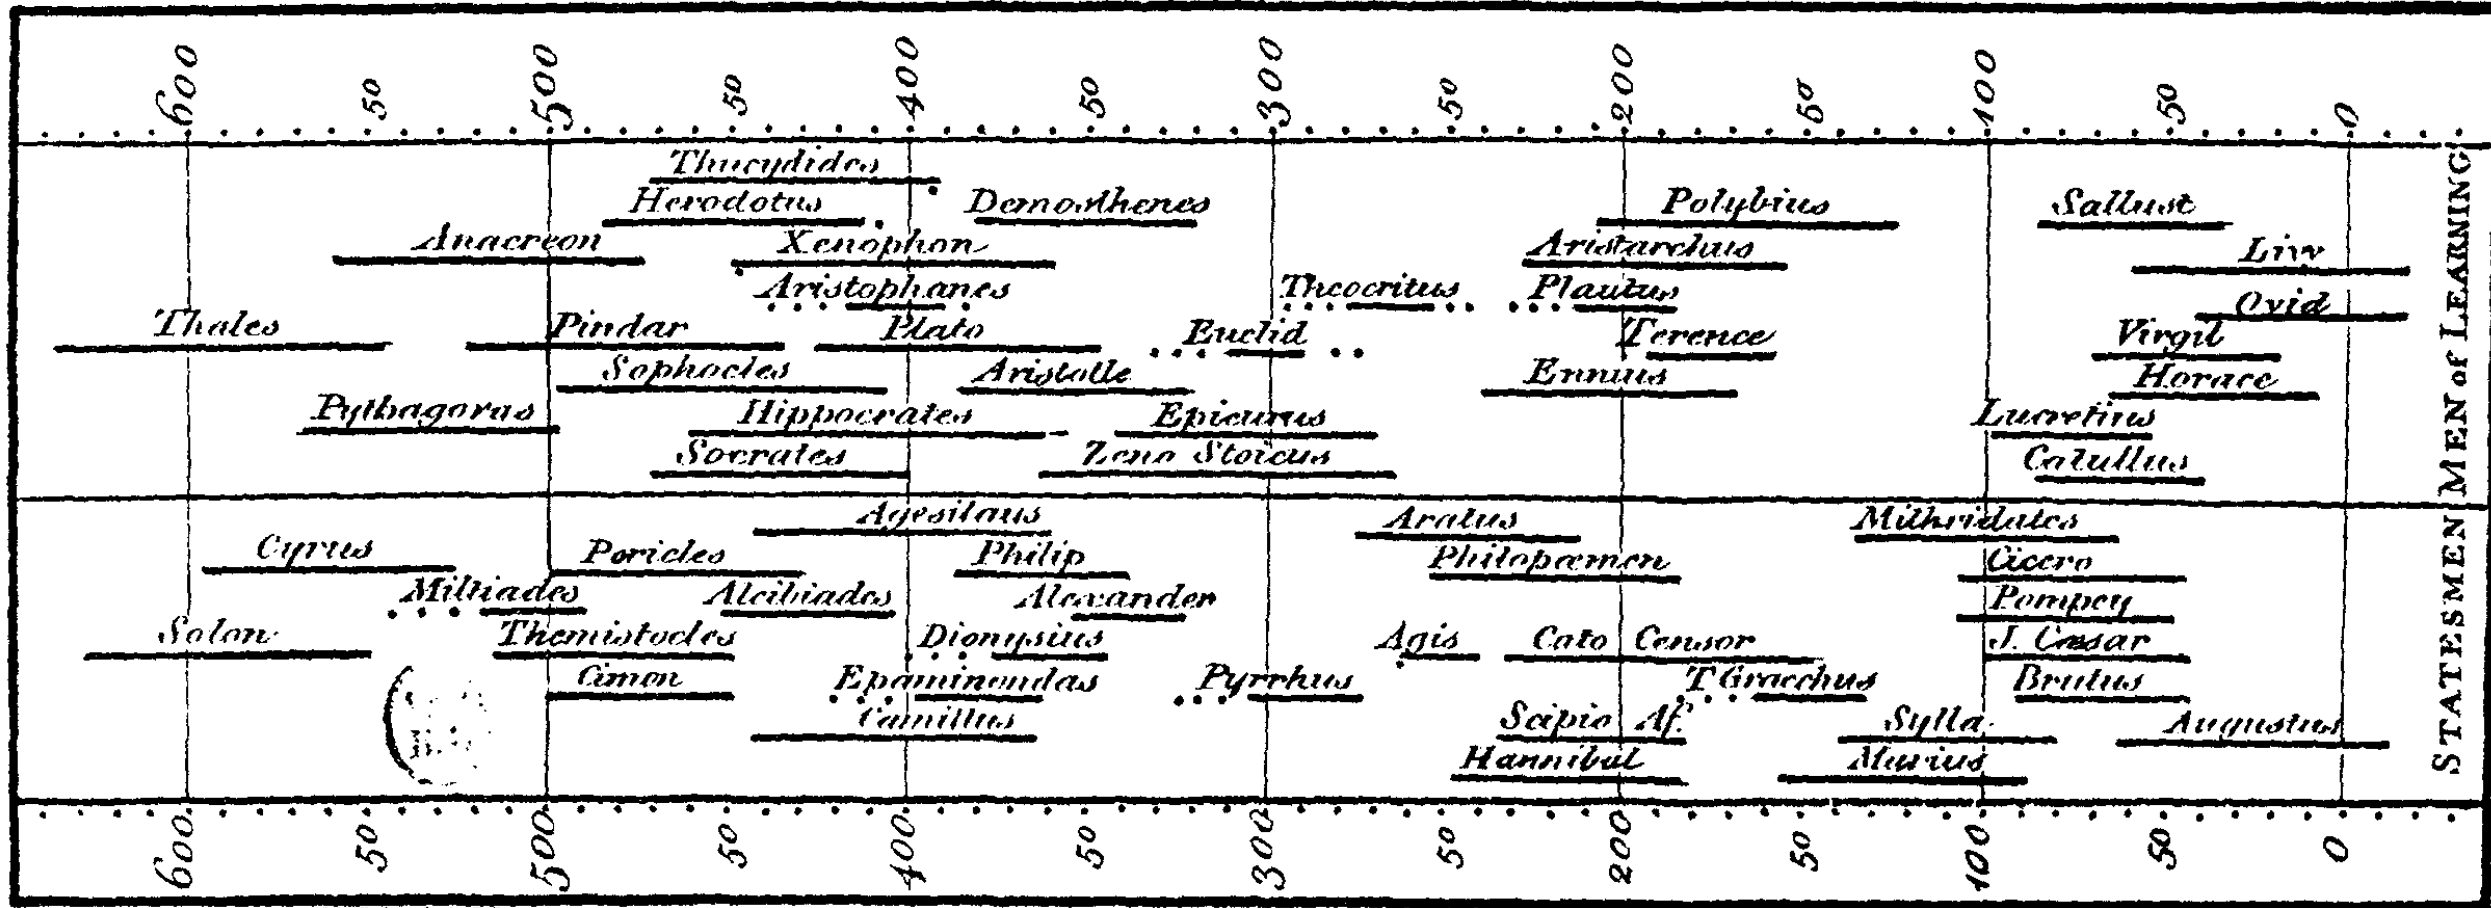 600 50 500 50 400 50 300 50 200 50 100 50 0
Thucydides
Herodotus Demosthenes Polybius Sallust
Anacreon Xenophon Aristarchus Livy
Aristophanes Theocritus Plautus Ovid
Thales Pindar Plato Euclid Terence Virgil
Sophocles Aristotle Ennius Horace
Pythagoras Hippocrates Epicurus Lucretius
Socrates Zeno Stoicus Catullus
MEN of LEARNING
Agesilaus Aratus Mithridates
Cyrus Pericles Philip Philopæmen Cicero
Miltiades Alcibiades Alexander Pompey
Solon Themistocles Dionysius Agis Cato Censor J. Cæsar
Cimon Epaminondas Pyrrhus T Gracchus Brutus
Camillus Scipio Af. Sylla Augustus
Hannibal Marius
STATESMEN
600 50 500 50 400 50 300 50 200 50 100 50 0